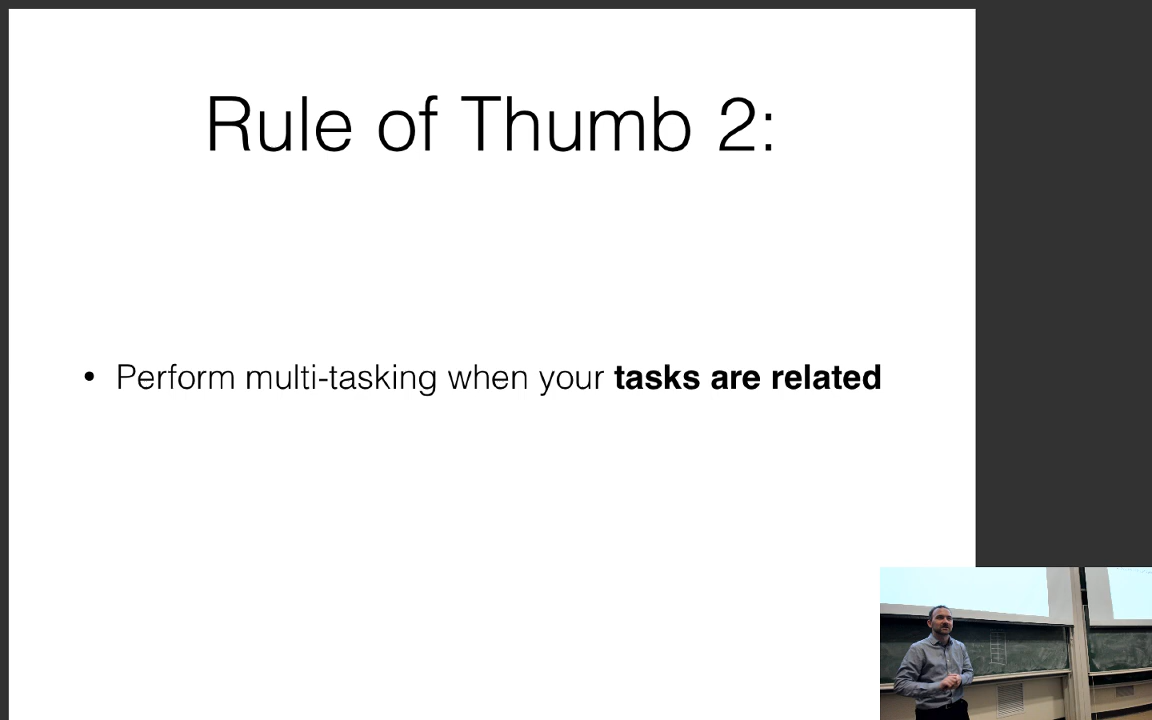 Rule of Thumb 2:
• Perform multi-tasking when your tasks are related